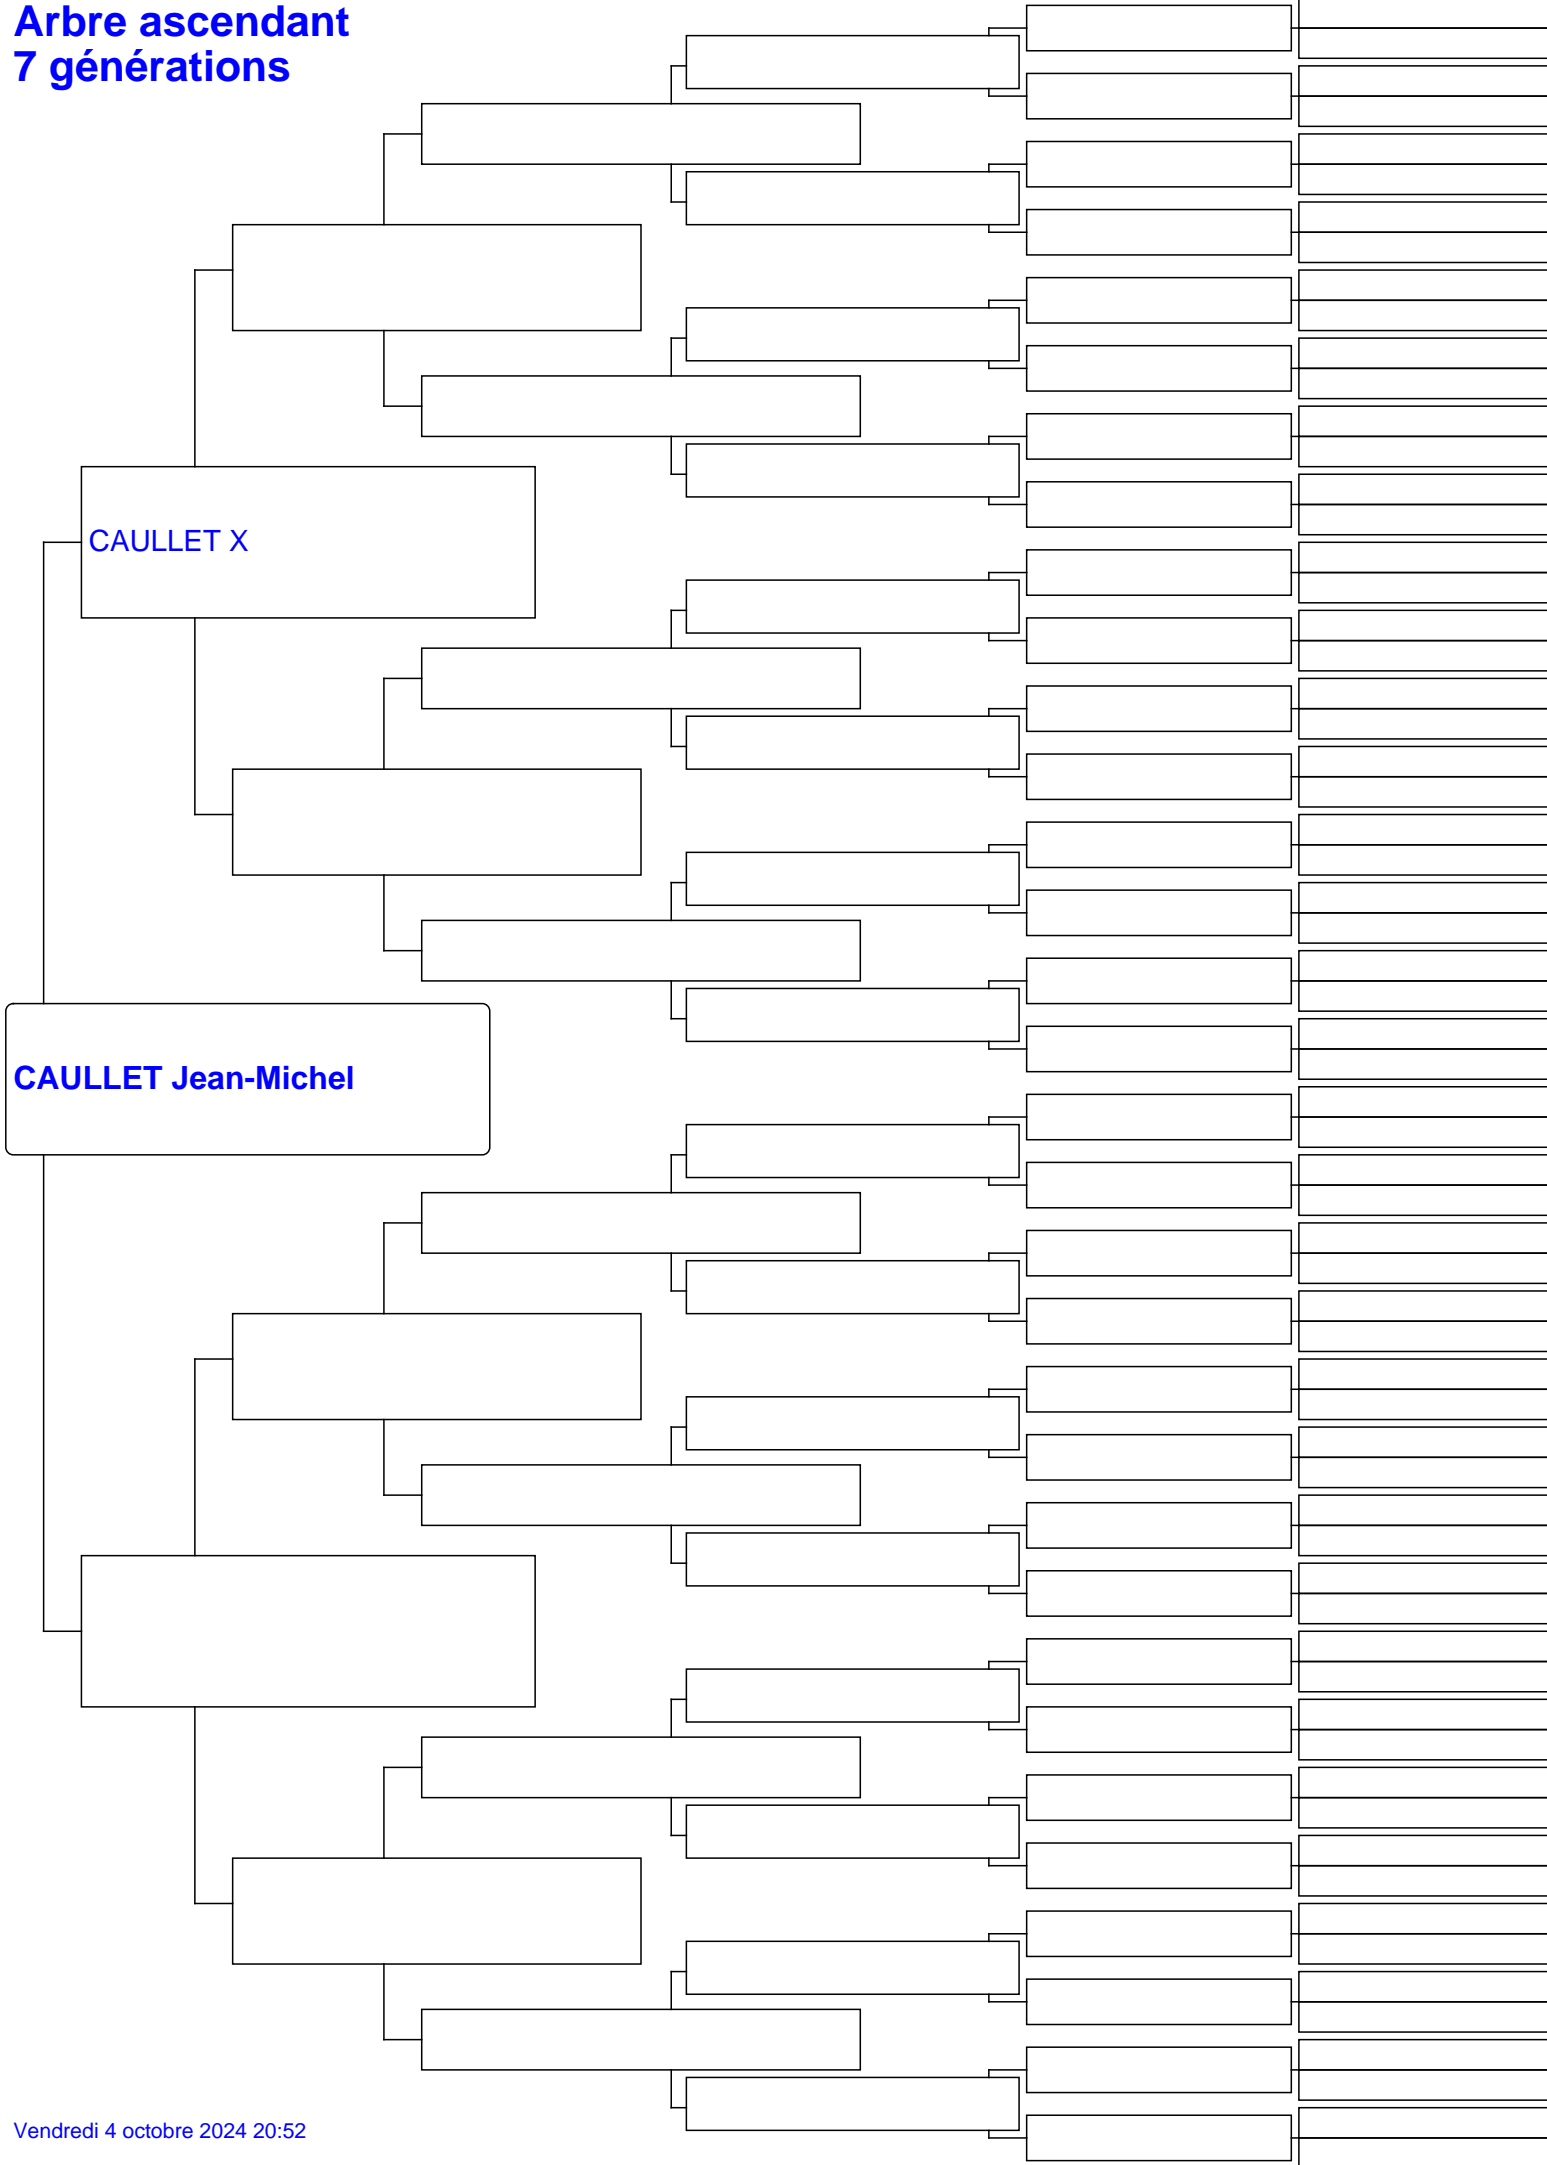 Arbre ascendant
7 générations
CAULLET X
CAULLET Jean-Michel
Vendredi 4 octobre 2024 20:52